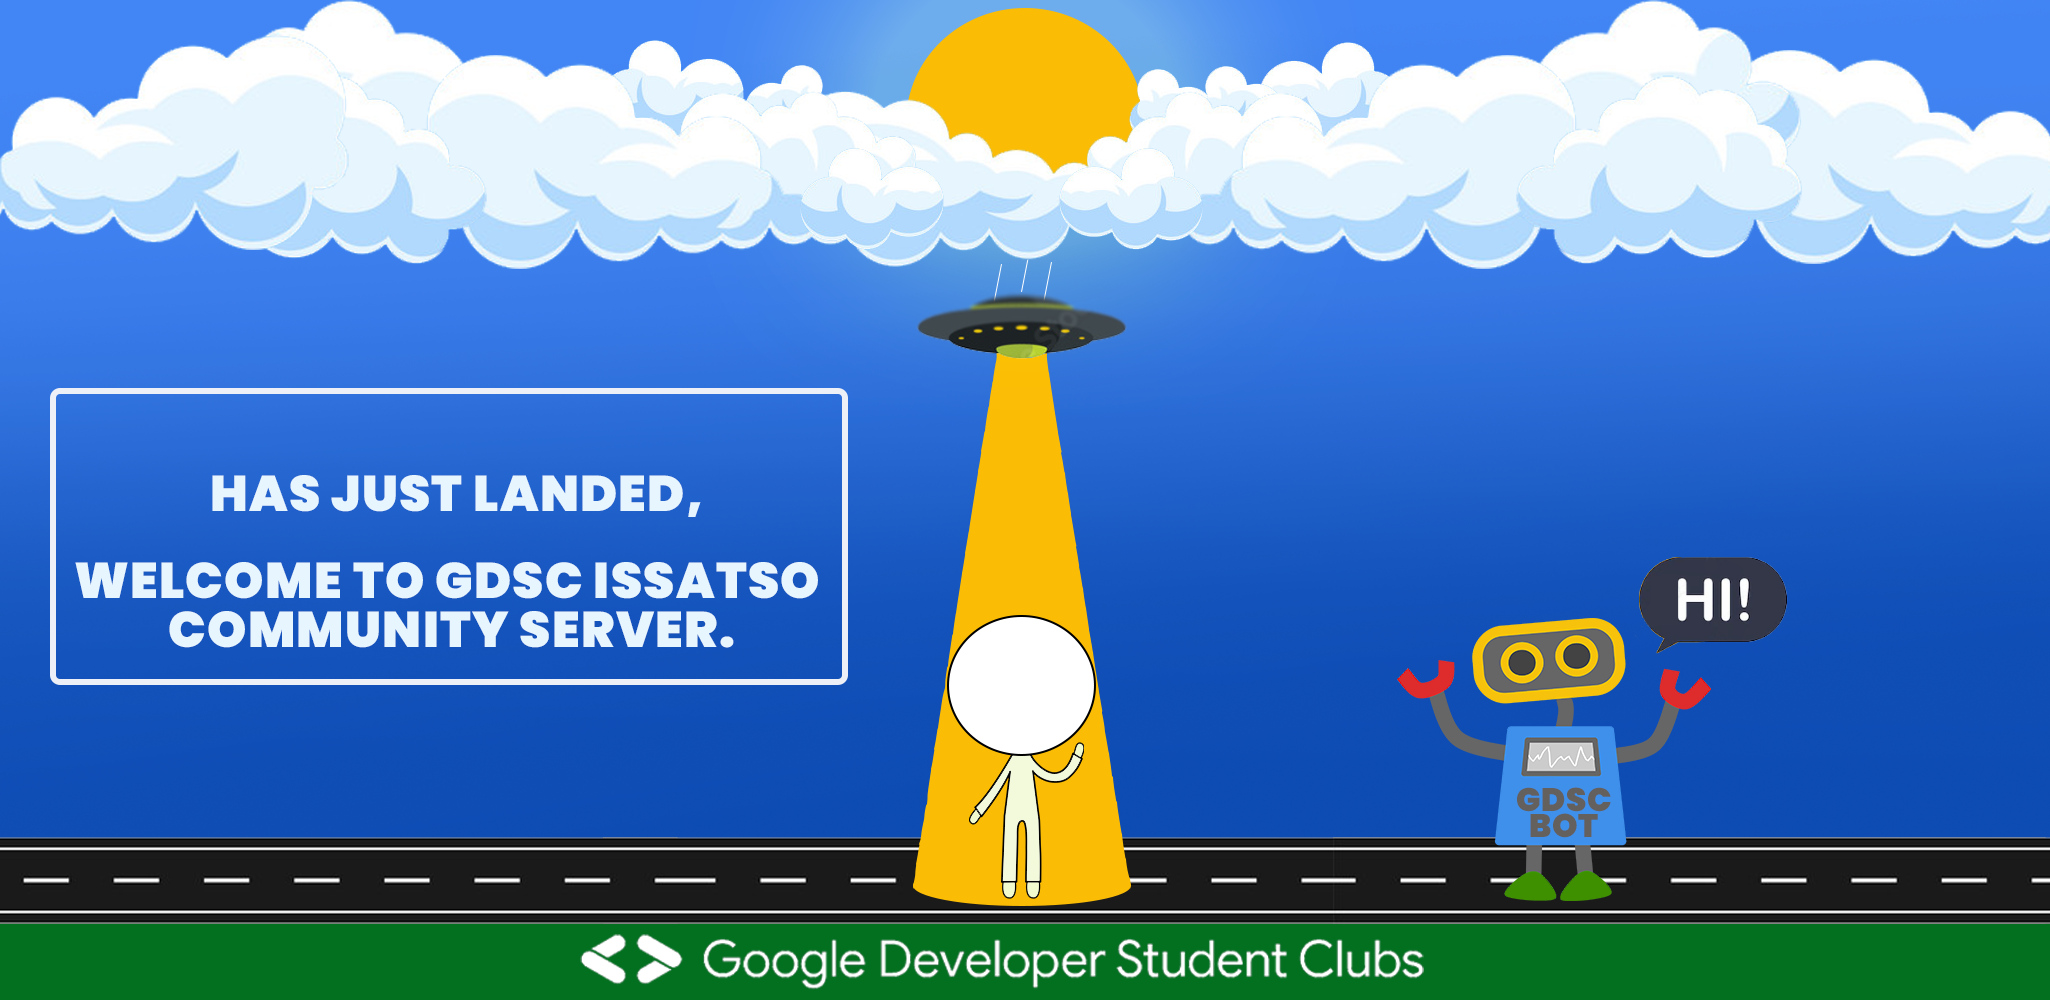 HAS JUST LANDED,
WELCOME TO GDSC ISSATSO
COMMUNITY SERVER.
HI!
GDSC
BOT
Google Developer Student Clubs